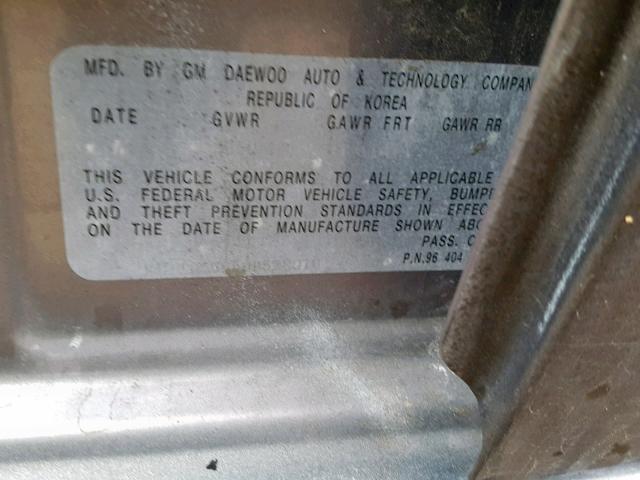 MFD. BY GM DAEWOO AUTO & TECHNOLOGY COMPAN
REPUBLIC OF KOREA
DATE GVWR GAWR FRT GAWR RR
THIS VEHICLE CONFORMS TO ALL APPLICABLE
U.S. FEDERAL MOTOR VEHICLE SAFETY, BUMPE
AND THEFT PREVENTION STANDARDS IN EFFEC
ON THE DATE OF MANUFACTURE SHOWN ABO
PASS. C
P.N.96 404